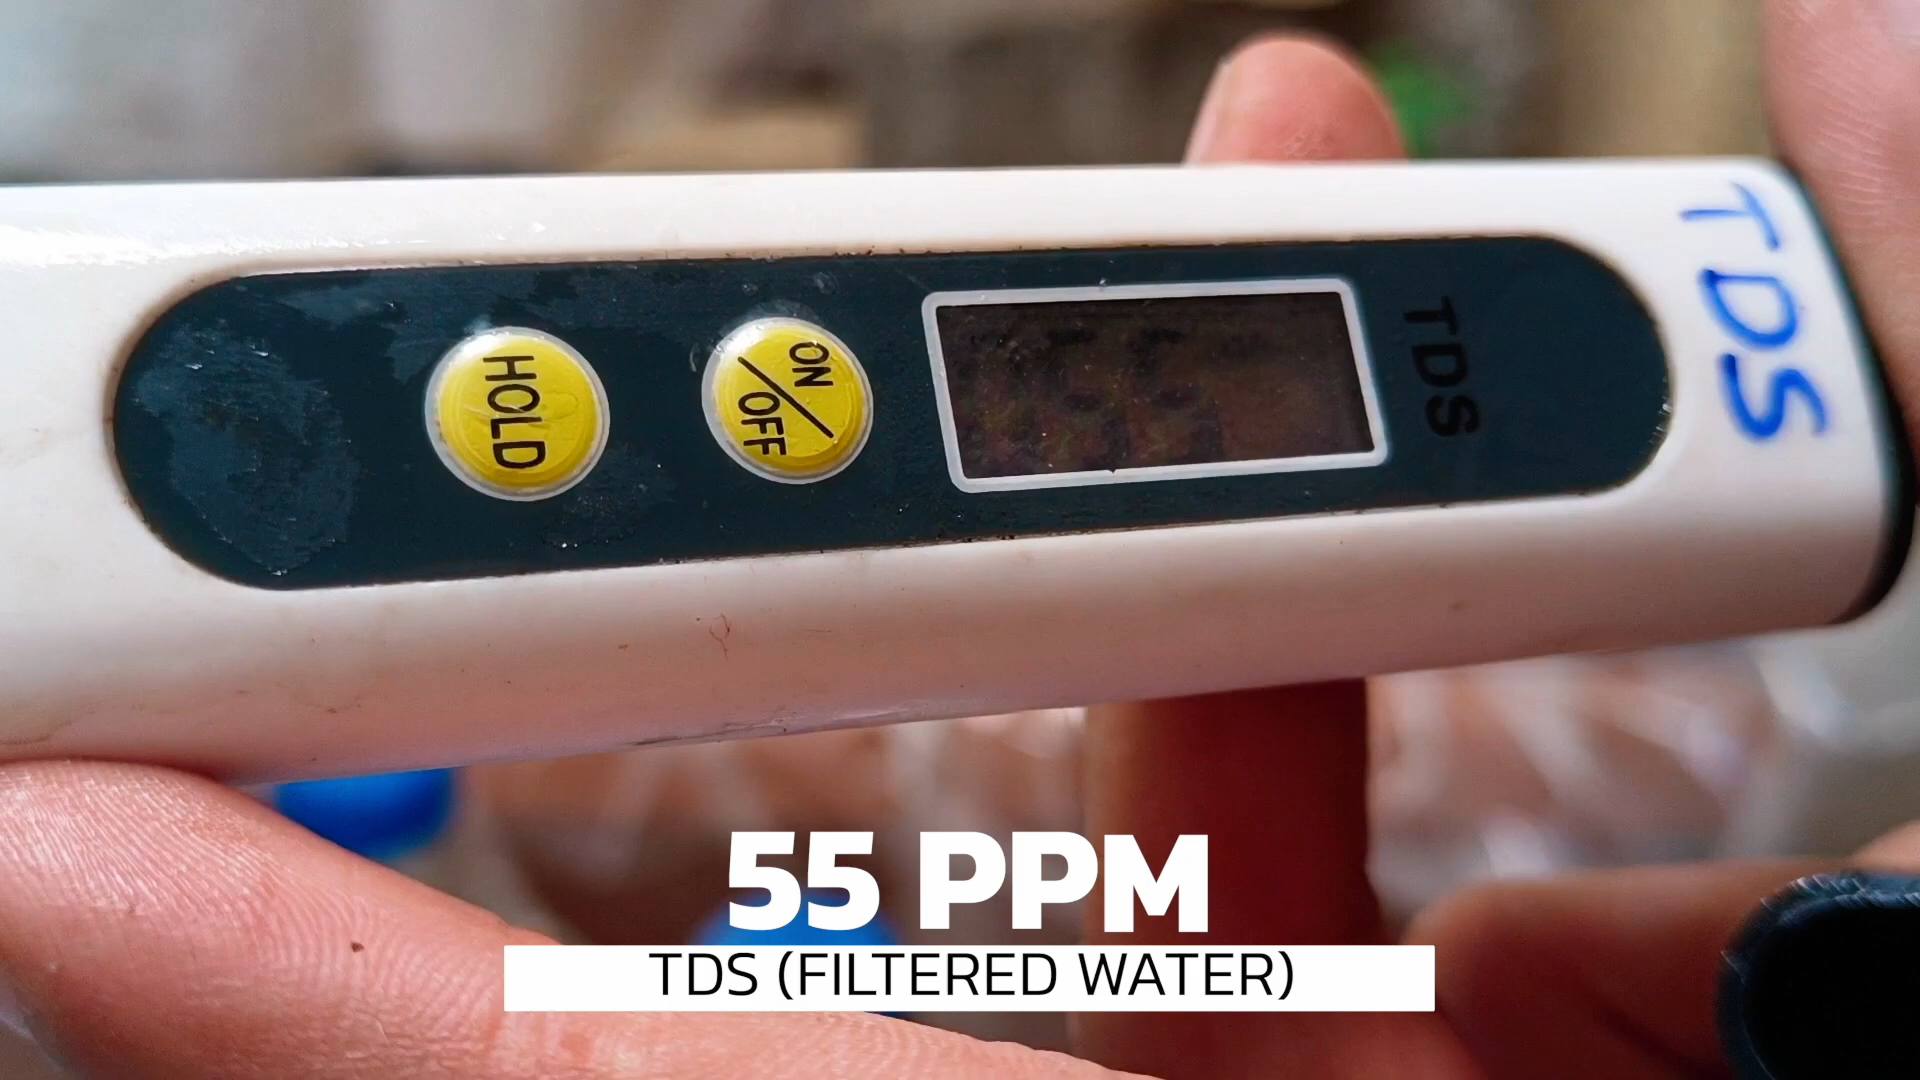 HOLD
ON/OFF
TDS
TDS
55 PPM
TDS (FILTERED WATER)